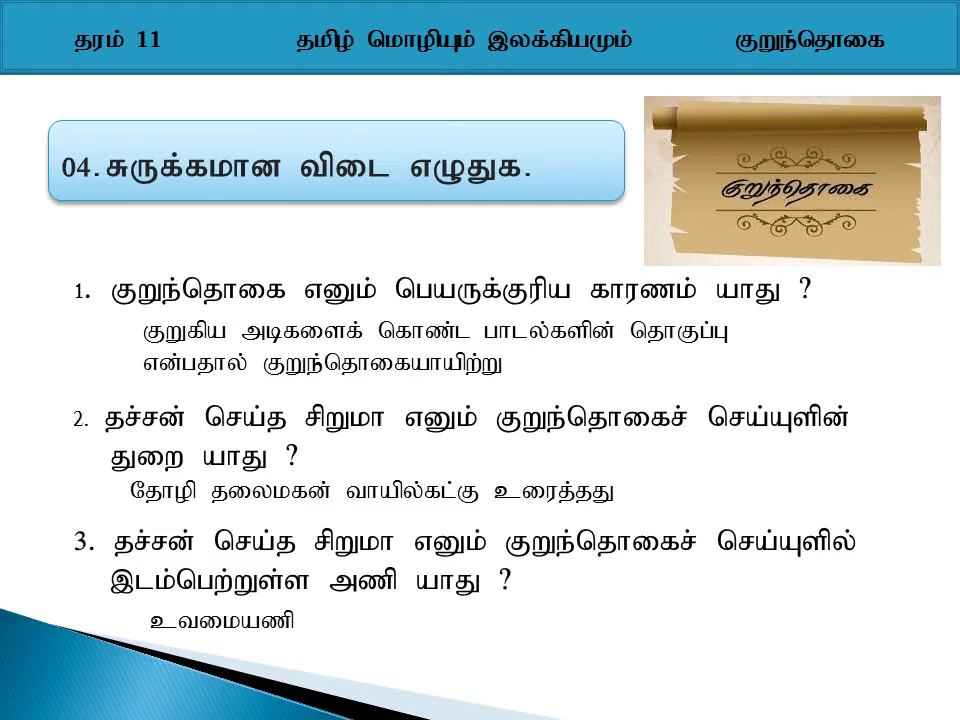 தரம் 11 தமிழ் மொழியும் இலக்கியமும் குறுந்தொகை
குறுந்தொகை
04.சுருக்கமான விடை எழுதுக.
1. குறுந்தொகை எனும் பெயருக்குரிய காரணம் யாது ?
குறுகிய அடிகளைக் கொண்ட பாடல்களின் தொகுப்பு
என்பதால் குறுந்தொகையாயிற்று
2. தச்சன் செய்த சிறுமா எனும் குறுந்தொகைச் செய்யுளின்
துறை யாது ?
தோழி தலைமகன் வாயில்கட்கு உரைத்தது
3. தச்சன் செய்த சிறுமா எனும் குறுந்தொகைச் செய்யுளில்
இடம்பெற்றுள்ள அணி யாது ?
உவமையணி